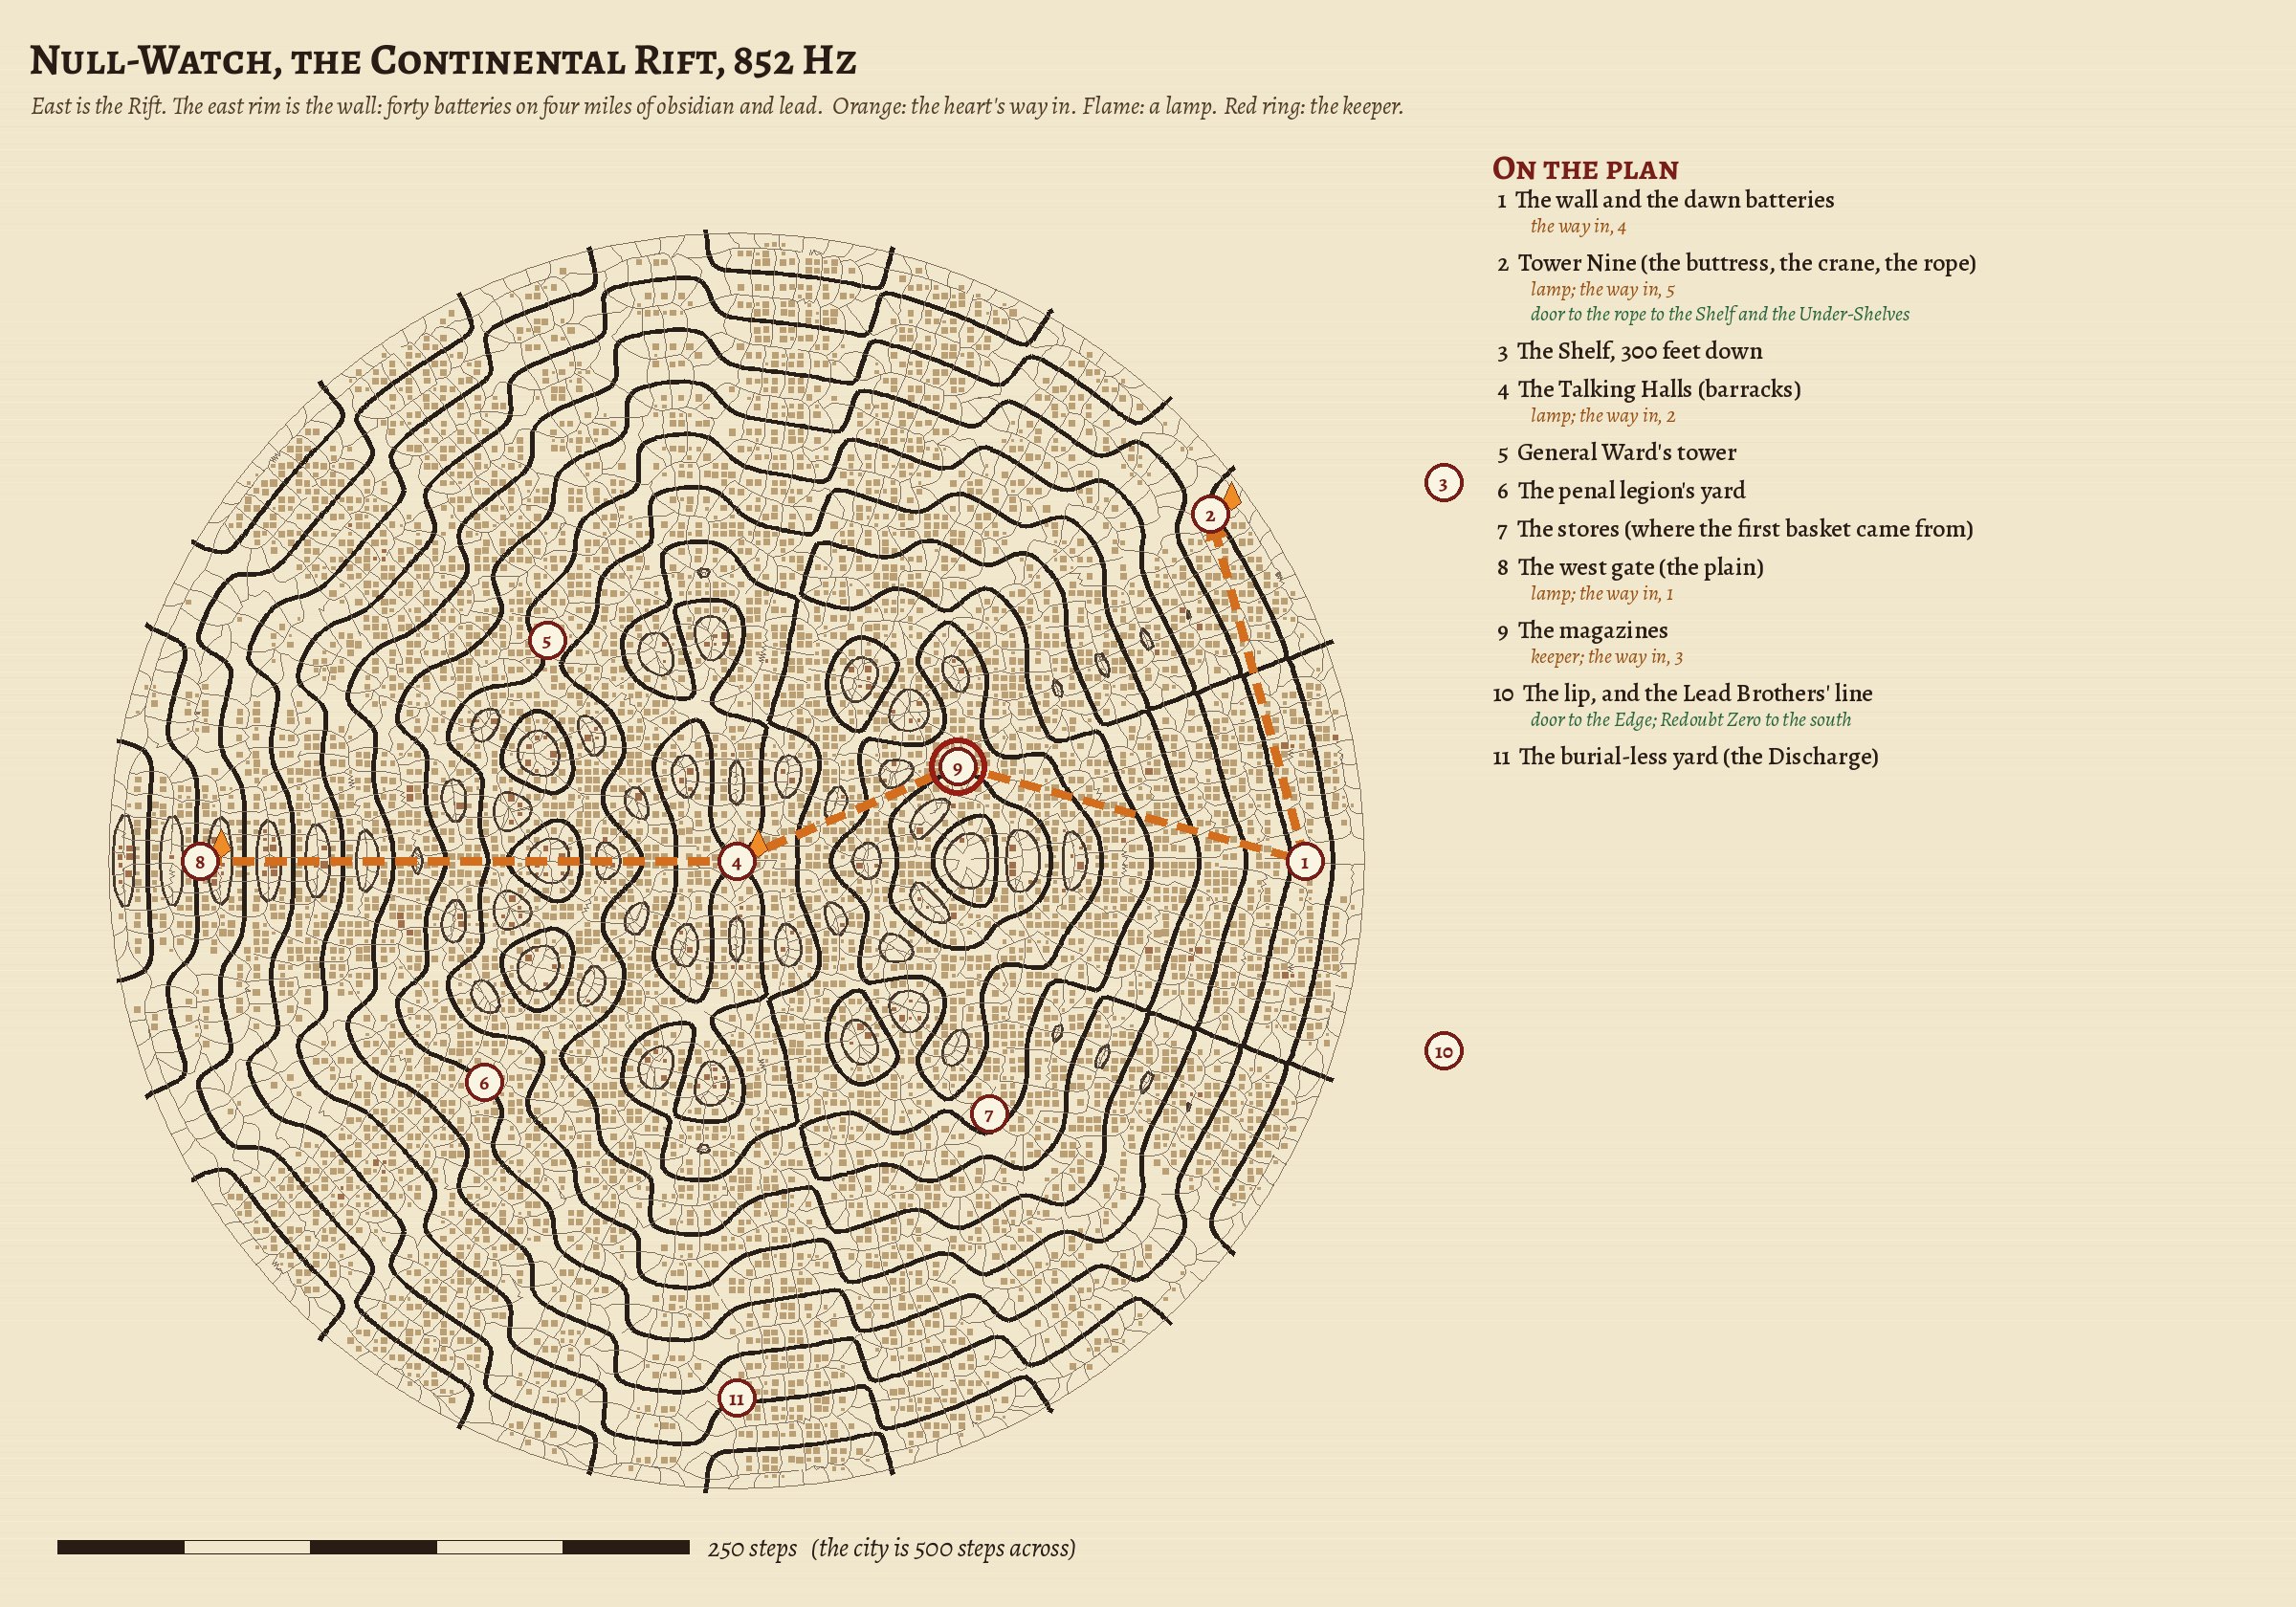 Null-Watch, the Continental Rift, 852 Hz
East is the Rift. The east rim is the wall: forty batteries on four miles of obsidian and lead. Orange: the heart's way in. Flame: a lamp. Red ring: the keeper.
On the plan
1 The wall and the dawn batteries
the way in, 4
2 Tower Nine (the buttress, the crane, the rope)
lamp; the way in, 5
door to the rope to the Shelf and the Under-Shelves
3 The Shelf, 300 feet down
4 The Talking Halls (barracks)
lamp; the way in, 2
5 General Ward's tower
6 The penal legion's yard
7 The stores (where the first basket came from)
8 The west gate (the plain)
lamp; the way in, 1
9 The magazines
keeper; the way in, 3
10 The lip, and the Lead Brothers' line
door to the Edge; Redoubt Zero to the south
11 The burial-less yard (the Discharge)
3
2
5
9
8
4
1
10
6
7
11
250 steps (the city is 500 steps across)